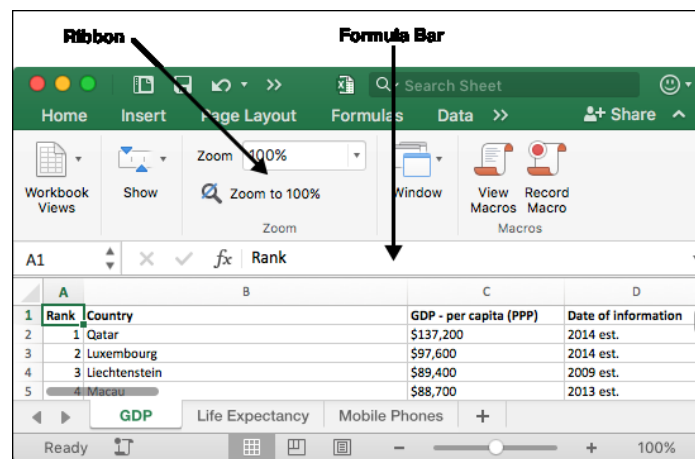 Ribbon Formula Bar
Search Sheet
Home Insert Page Layout Formulas Data >> Share
Zoom 100%
Workbook Views Show Zoom to 100% Window View Macros Record Macro
Zoom Macros
A1 fx Rank
A B C D
1 Rank Country GDP - per capita (PPP) Date of information
2 1 Qatar $137,200 2014 est.
3 2 Luxembourg $97,600 2014 est.
4 3 Liechtenstein $89,400 2009 est.
5 4 Macau $88,700 2013 est.
GDP Life Expectancy Mobile Phones +
Ready - + 100%